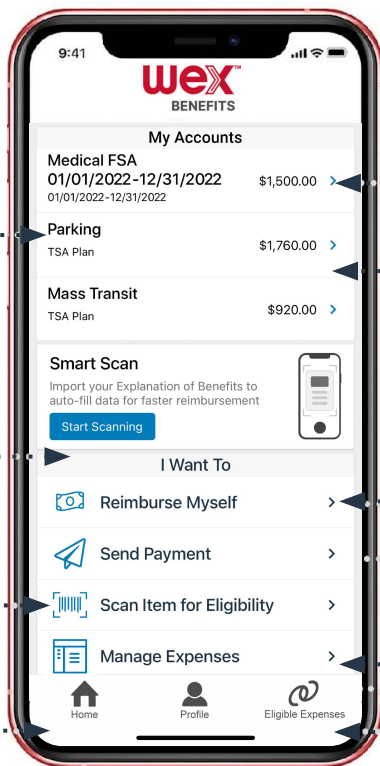 9:41
wex™
BENEFITS
My Accounts
Medical FSA
01/01/2022-12/31/2022
$1,500.00
01/01/2022-12/31/2022
Parking
$1,760.00
TSA Plan
Mass Transit
$920.00
TSA Plan
Smart Scan
Import your Explanation of Benefits to
auto-fill data for faster reimbursement
Start Scanning
I Want To
Reimburse Myself
Send Payment
Scan Item for Eligibility
Manage Expenses
Home Profile Eligible Expenses